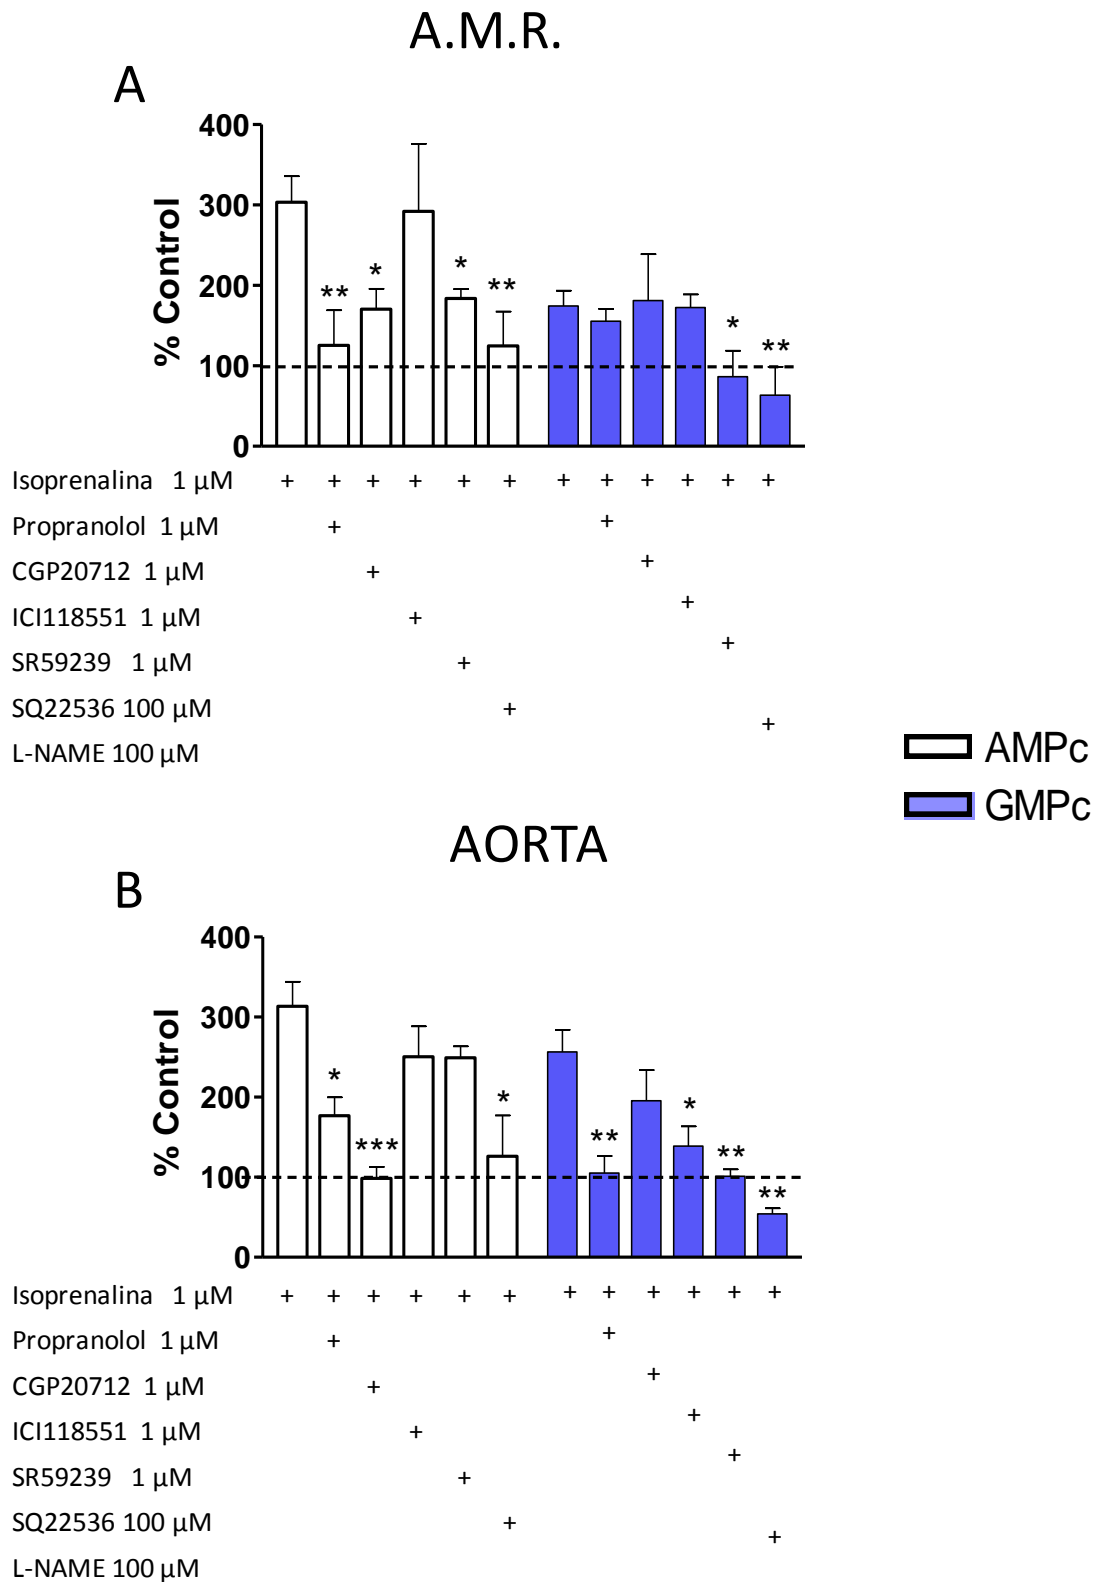 A.M.R.
A
400
300
200
100
0
% Control
** * * ** * **
Isoprenalina 1 µM + + + + + + + + + + + +
Propranolol 1 µM + +
CGP20712 1 µM + +
ICI118551 1 µM + +
SR59239 1 µM + +
SQ22536 100 µM + +
L-NAME 100 µM
AMPc
GMPc
AORTA
B
400
300
200
100
0
% Control
* *** * ** * ** **
Isoprenalina 1 µM + + + + + + + + + + + +
Propranolol 1 µM + +
CGP20712 1 µM + +
ICI118551 1 µM + +
SR59239 1 µM + +
SQ22536 100 µM + +
L-NAME 100 µM